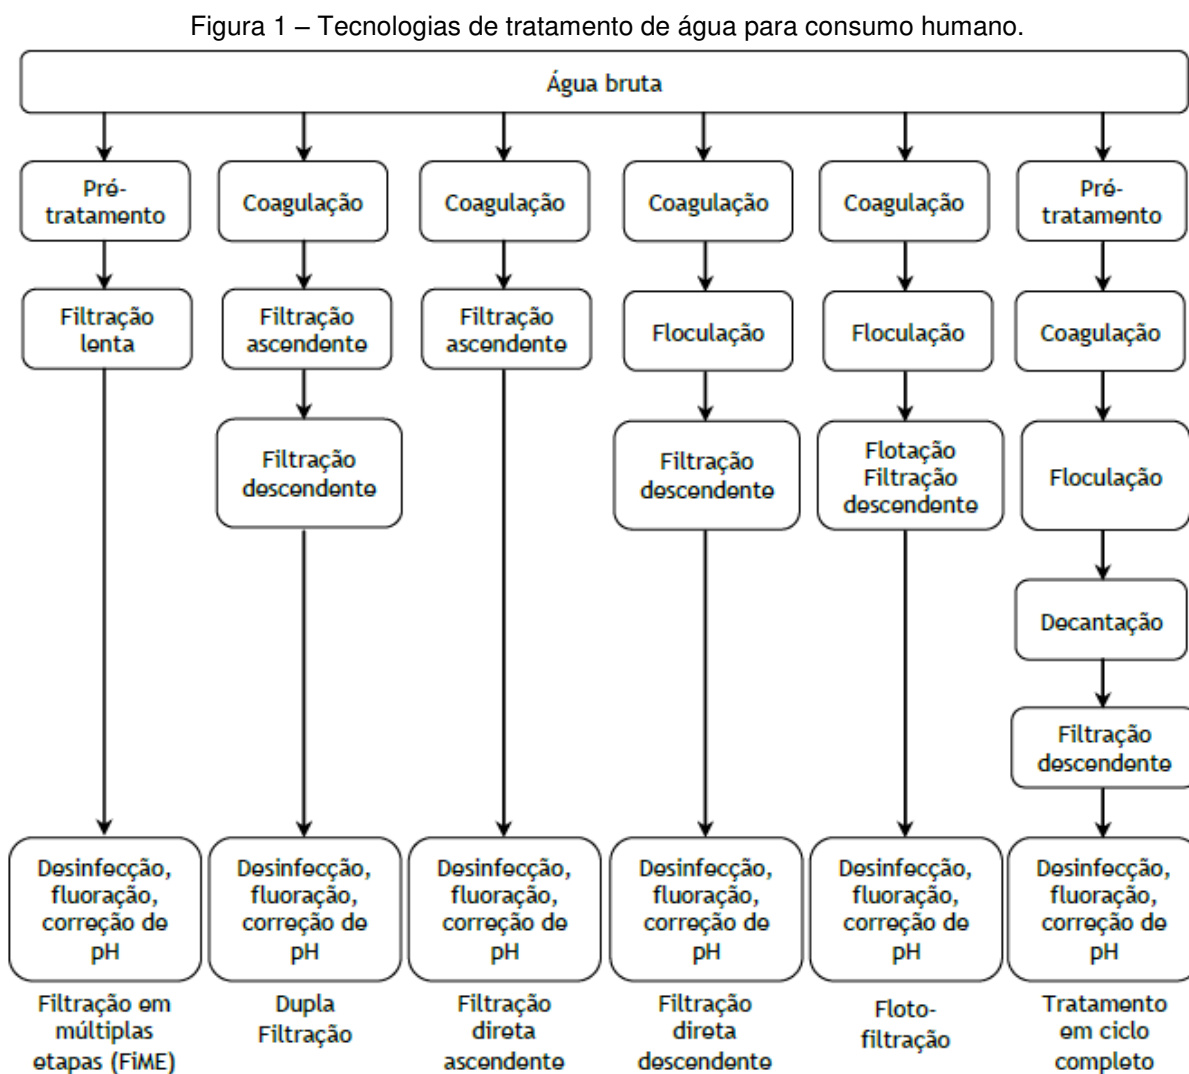 Figura 1 – Tecnologias de tratamento de água para consumo humano.
Água bruta
Pré-
tratamento
Filtração
lenta
Desinfecção,
fluoração,
correção de
pH
Filtração em
múltiplas
etapas (FiME)
Coagulação
Filtração
ascendente
Filtração
descendente
Desinfecção,
fluoração,
correção de
pH
Dupla
Filtração
Coagulação
Filtração
ascendente
Desinfecção,
fluoração,
correção de
pH
Filtração
direta
ascendente
Coagulação
Floculação
Filtração
descendente
Desinfecção,
fluoração,
correção de
pH
Filtração
direta
descendente
Coagulação
Floculação
Flotação
Filtração
descendente
Desinfecção,
fluoração,
correção de
pH
Floto-
filtração
Pré-
tratamento
Coagulação
Floculação
Decantação
Filtração
descendente
Desinfecção,
fluoração,
correção de
pH
Tratamento
em ciclo
completo